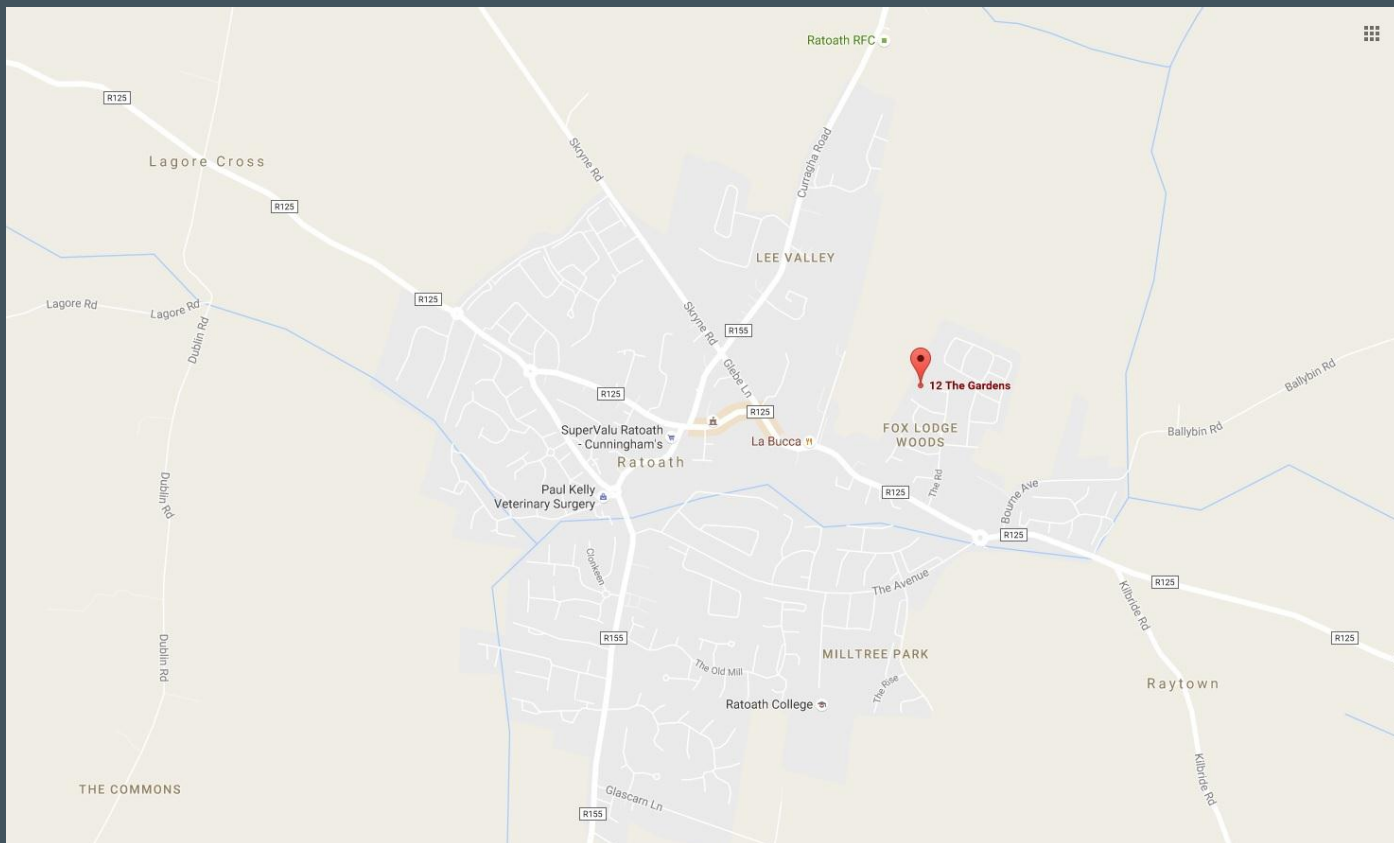 Ratoath RFC
R125
Lagore Cross
Skryne Rd
Curragha Road
R125
LEE VALLEY
R125
Lagore Rd
Lagore Rd
Dublin Rd
Skryne Rd
R155
Glebe Ln
12 The Gardens
Ballybin Rd
R125
R125
SuperValu Ratoath
- Cunningham's
La Bucca
FOX LODGE
WOODS
Ballybin Rd
Ratoath
Paul Kelly
Veterinary Surgery
R125
The Rd
Bourne Ave
Dublin Rd
R125
Clonkeen
The Avenue
R125
Kilbride Rd
R155
R125
Dublin Rd
MILLTREE PARK
The Old Mill
The Rise
Raytown
Ratoath College
Kilbride Rd
THE COMMONS
Glascarn Ln
R155